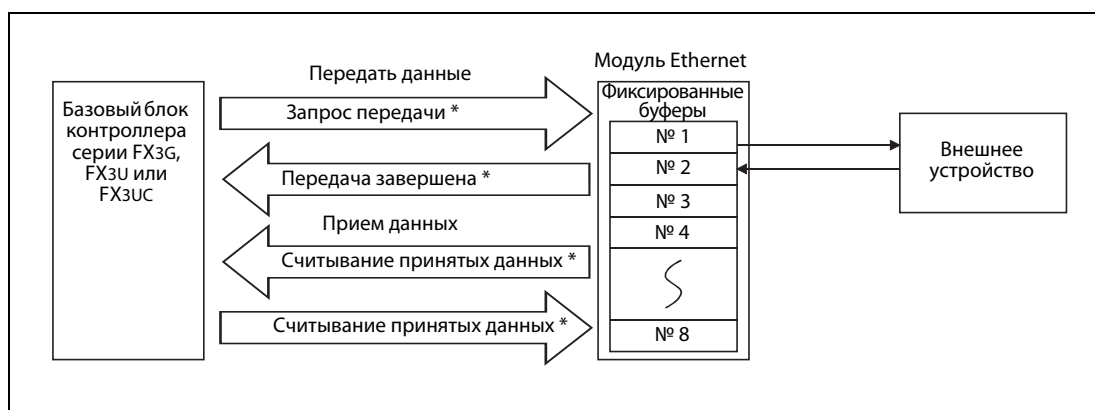 Базовый блок
контроллера
серии FX3G,
FX3U или
FX3UC
Передать данные
Запрос передачи *
Передача завершена *
Прием данных
Считывание принятых данных *
Считывание принятых данных *
Модуль Ethernet
Фиксированные
буферы
№ 1
№ 2
№ 3
№ 4
№ 8
Внешнее
устройство